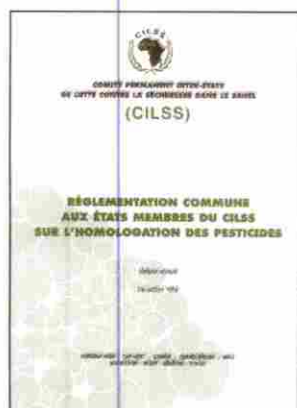 CILSS
COMITÉ PERMANENT INTER-ÉTATS
DE LUTTE CONTRE LA SÉCHERESSE DANS LE SAHEL
(CILSS)
RÉGLEMENTATION COMMUNE
AUX ÉTATS MEMBRES DU CILSS
SUR L'HOMOLOGATION DES PESTICIDES